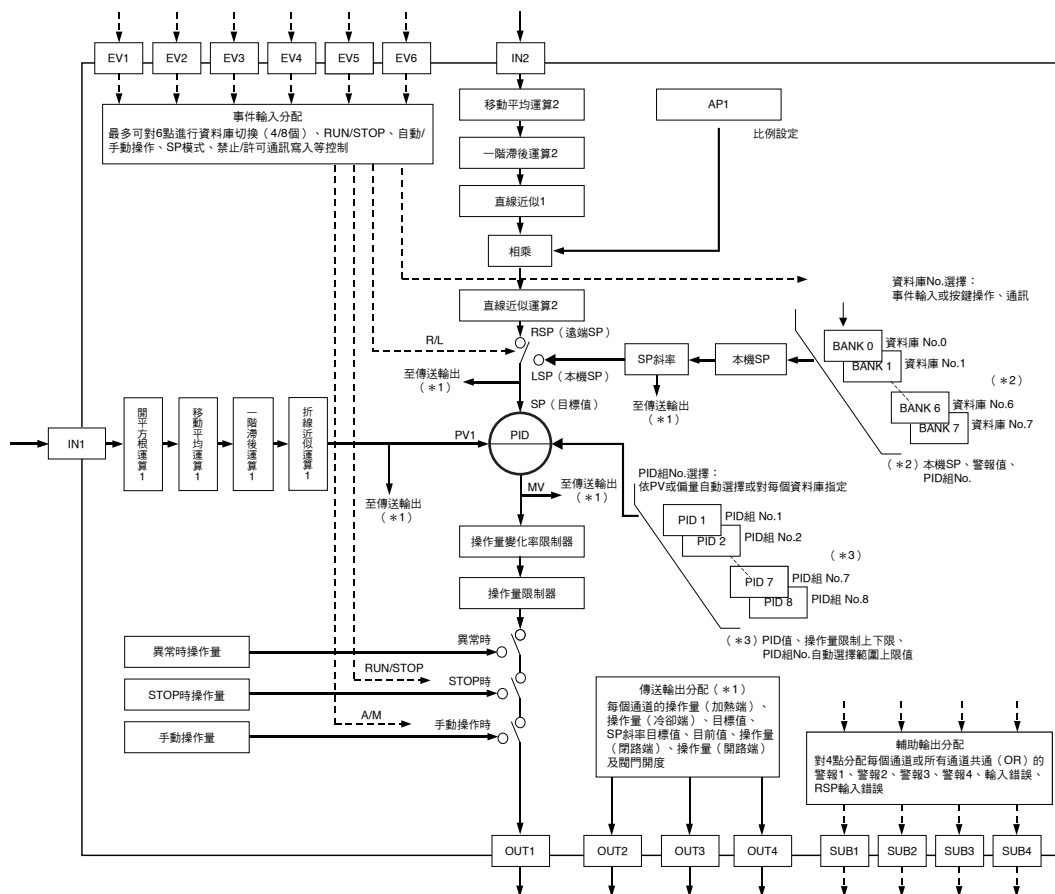 EV1
EV2
EV3
EV4
EV5
EV6
IN2
事件輸入分配
最多可對6點進行資料庫切換（4/8個）、RUN/STOP、自動/
手動操作、SP模式、禁止/許可通訊寫入等控制
移動平均運算2
AP1
比例設定
一階滯後運算2
直線近似1
相乘
直線近似運算2
資料庫No.選擇：
事件輸入或按鍵操作、通訊
R/L
RSP（遠端SP）
LSP（本機SP）
SP斜率
本機SP
BANK 0
資料庫 No.0
BANK 1
資料庫 No.1
（＊2）
BANK 6
資料庫 No.6
BANK 7
資料庫 No.7
（＊2）本機SP、警報值、
PID組No.
至傳送輸出
（＊1）
至傳送輸出
（＊1）
SP（目標值）
IN1
開平方根運算1
移動平均運算1
一階滯後運算1
折線近似運算1
PV1
PID
至傳送輸出
（＊1）
MV
至傳送輸出
（＊1）
PID組No.選擇：
依PV或偏量自動選擇或對每個資料庫指定
PID 1
PID組 No.1
PID 2
PID組 No.2
（＊3）
PID 7
PID組 No.7
PID 8
PID組 No.8
（＊3）PID值、操作量限制上下限、
PID組No.自動選擇範圍上限值
操作量變化率限制器
操作量限制器
異常時操作量
異常時
RUN/STOP
STOP時操作量
STOP時
A/M
手動操作量
手動操作時
傳送輸出分配（＊1）
每個通道的操作量（加熱端）、
操作量（冷卻端）、目標值、
SP斜率目標值、目前值、操作量
（閉路端）、操作量（開路端）
及閥門開度
輔助輸出分配
對4點分配每個通道或所有通道共通（OR）的
警報1、警報2、警報3、警報4、輸入錯誤、
RSP輸入錯誤
OUT1
OUT2
OUT3
OUT4
SUB1
SUB2
SUB3
SUB4